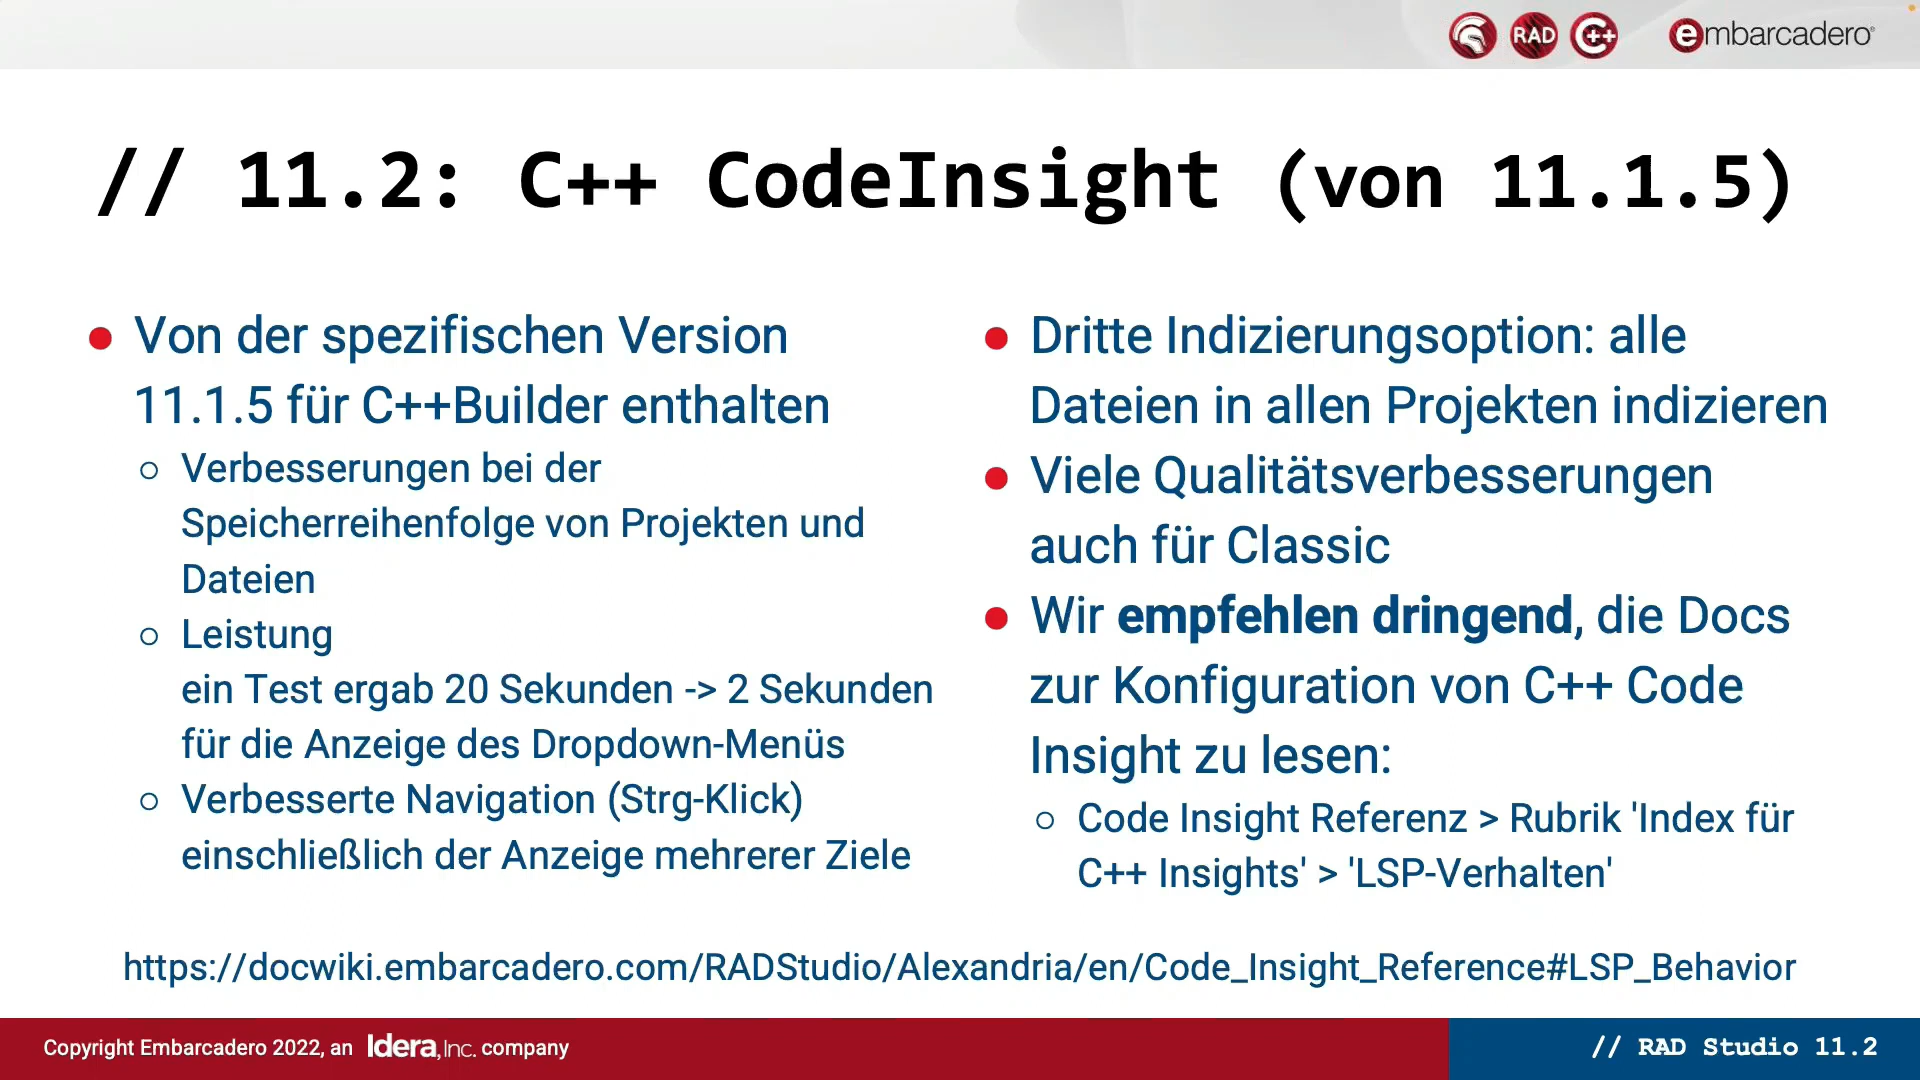 RAD
C++
embarcadero
// 11.2: C++ CodeInsight (von 11.1.5)
Von der spezifischen Version
11.1.5 für C++Builder enthalten
Verbesserungen bei der
Speicherreihenfolge von Projekten und
Dateien
Leistung
ein Test ergab 20 Sekunden -> 2 Sekunden
für die Anzeige des Dropdown-Menüs
Verbesserte Navigation (Strg-Klick)
einschließlich der Anzeige mehrerer Ziele
Dritte Indizierungsoption: alle
Dateien in allen Projekten indizieren
Viele Qualitätsverbesserungen
auch für Classic
Wir empfehlen dringend, die Docs
zur Konfiguration von C++ Code
Insight zu lesen:
Code Insight Referenz > Rubrik 'Index für
C++ Insights' > 'LSP-Verhalten'
https://docwiki.embarcadero.com/RADStudio/Alexandria/en/Code_Insight_Reference#LSP_Behavior
Copyright Embarcadero 2022, an Idera, Inc. company
// RAD Studio 11.2